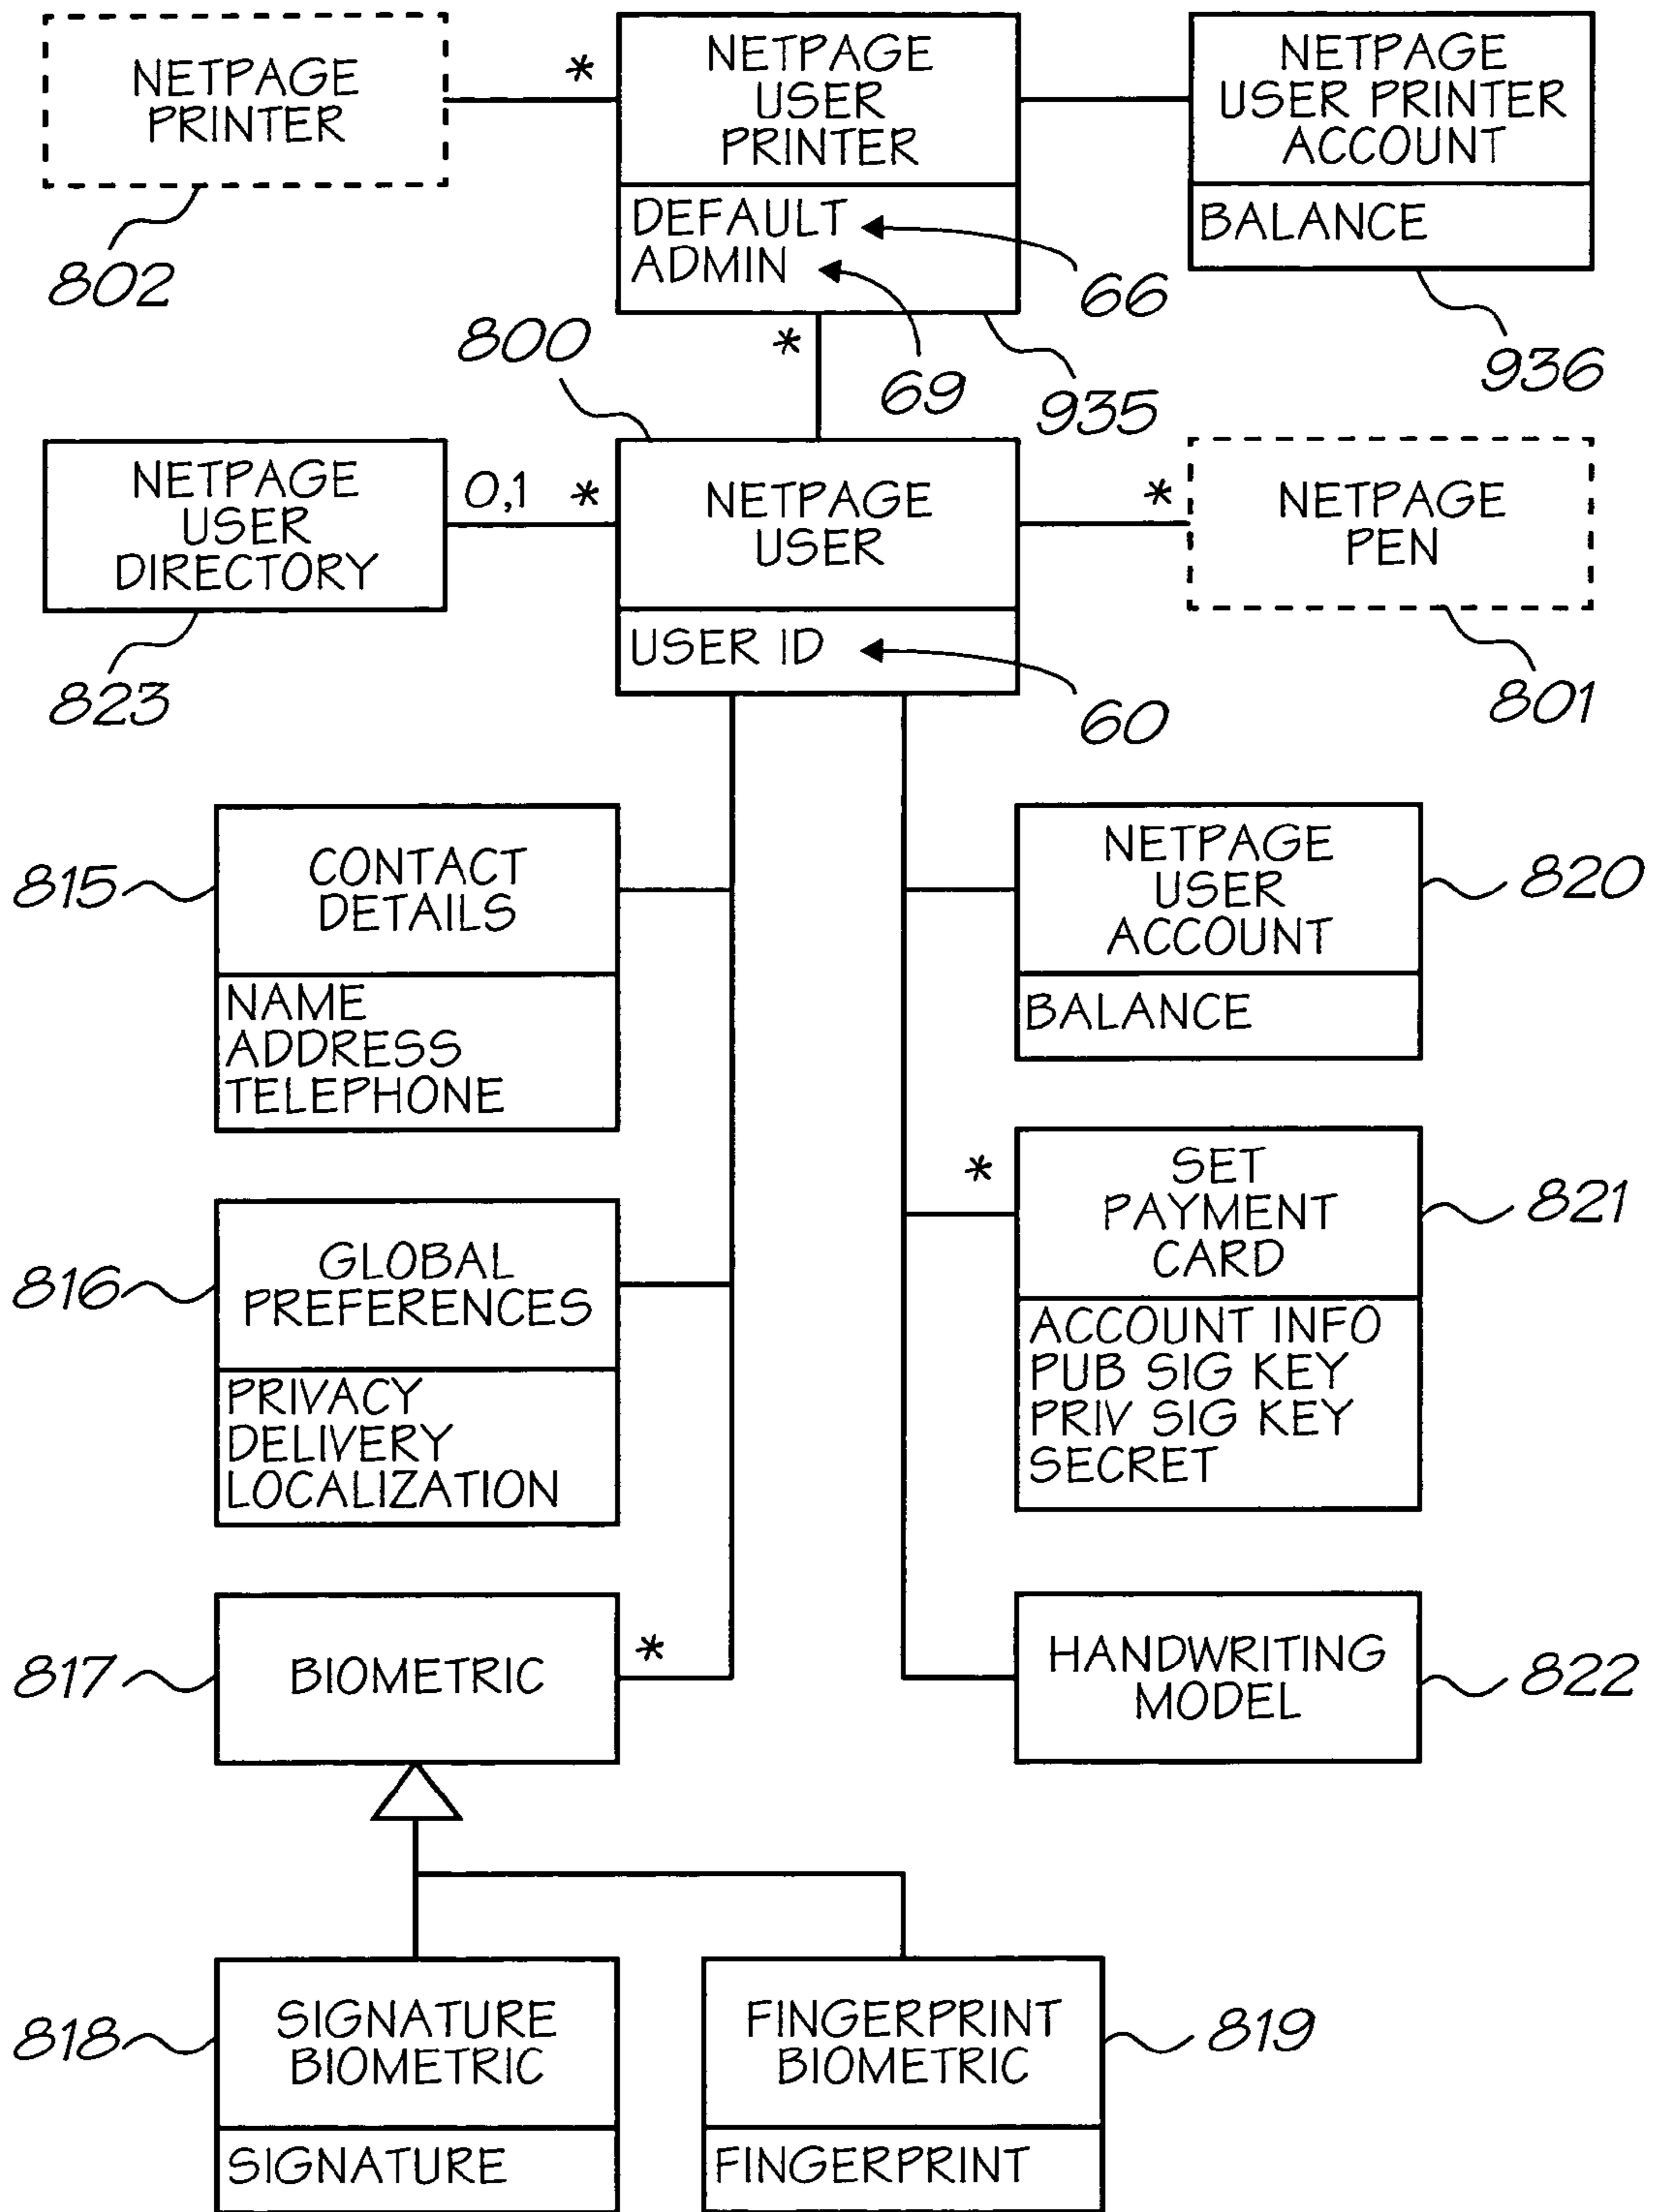 NETPAGE
PRINTER
802
*
NETPAGE
USER
PRINTER
DEFAULT
ADMIN
66
69
935
NETPAGE
USER PRINTER
ACCOUNT
BALANCE
936
*
800
NETPAGE
USER
DIRECTORY
823
0,1 *
NETPAGE
USER
USER ID
60
*
NETPAGE
PEN
801
815
CONTACT
DETAILS
NAME
ADDRESS
TELEPHONE
NETPAGE
USER
ACCOUNT
BALANCE
820
816
GLOBAL
PREFERENCES
PRIVACY
DELIVERY
LOCALIZATION
*
SET
PAYMENT
CARD
ACCOUNT INFO
PUB SIG KEY
PRIV SIG KEY
SECRET
821
817
BIOMETRIC
*
HANDWRITING
MODEL
822
818
SIGNATURE
BIOMETRIC
SIGNATURE
FINGERPRINT
BIOMETRIC
FINGERPRINT
819